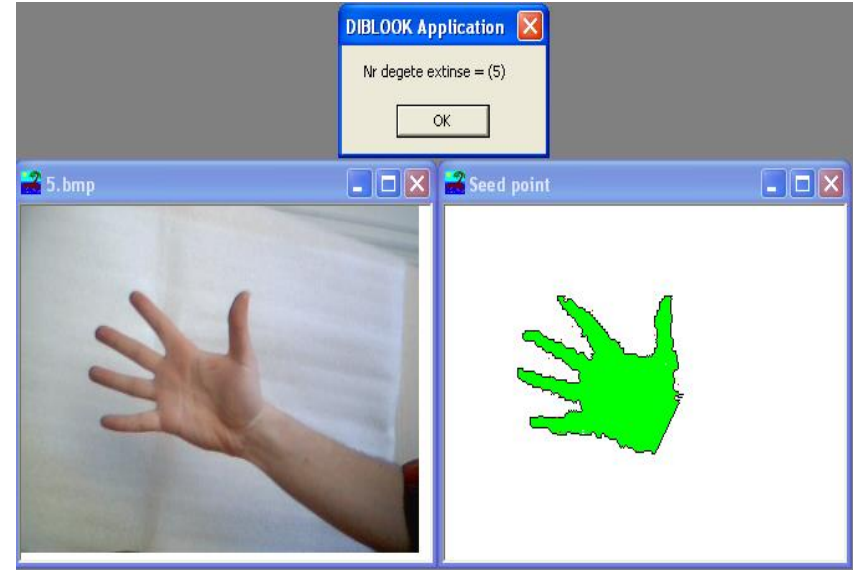 DIBLOOK Application
Nr degete extinse = (5)
OK
5.bmp
Seed point